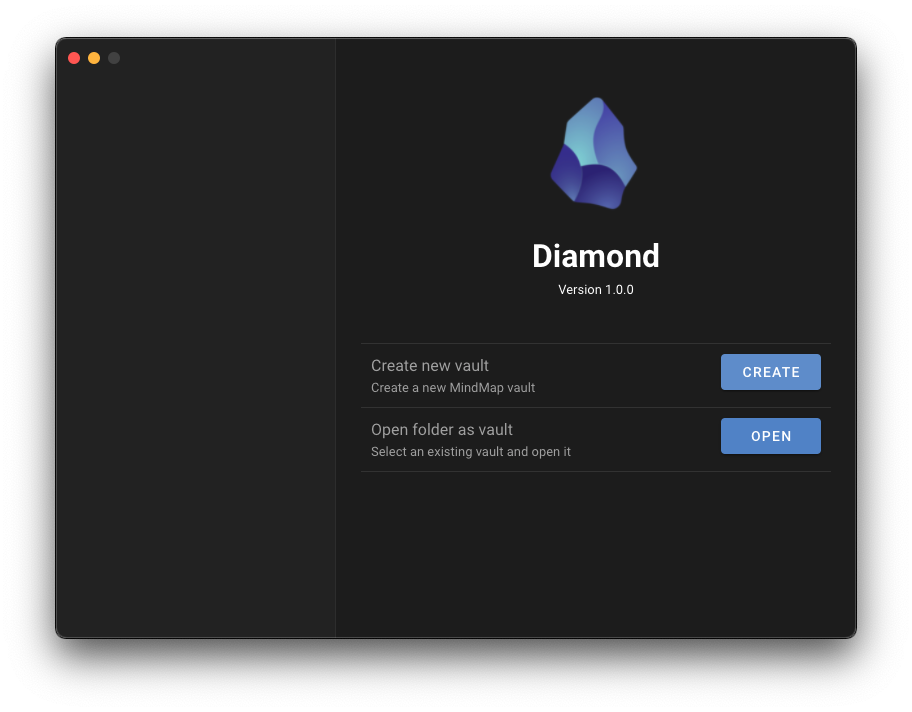 Diamond
Version 1.0.0
Create new vault
Create a new MindMap vault
CREATE
Open folder as vault
Select an existing vault and open it
OPEN